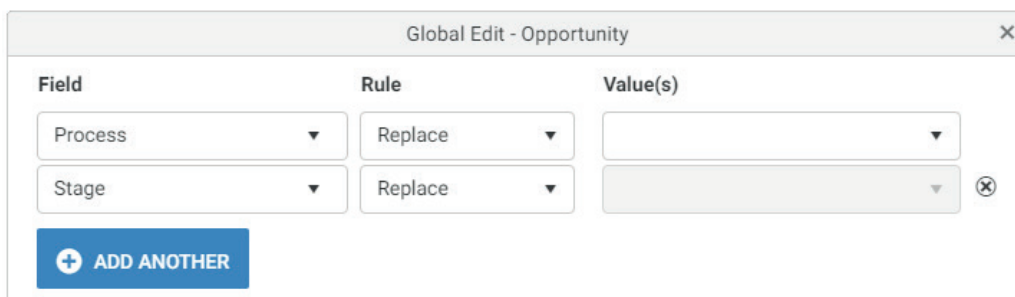 Global Edit - Opportunity
Field Rule Value(s)
Process Replace
Stage Replace
ADD ANOTHER